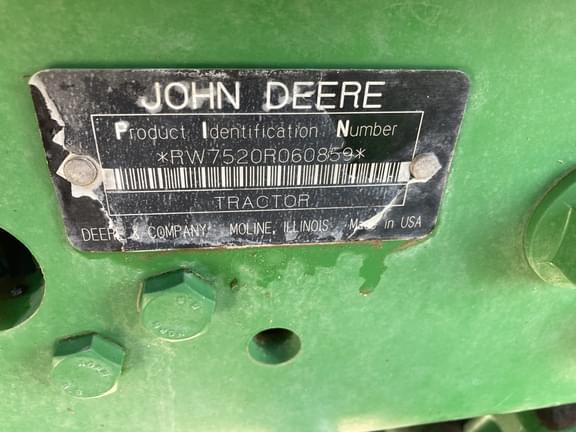 JOHN DEERE
Product Identification Number
*RW7520R060859*
TRACTOR
DEERE & COMPANY MOLINE, ILLINOIS Made in USA